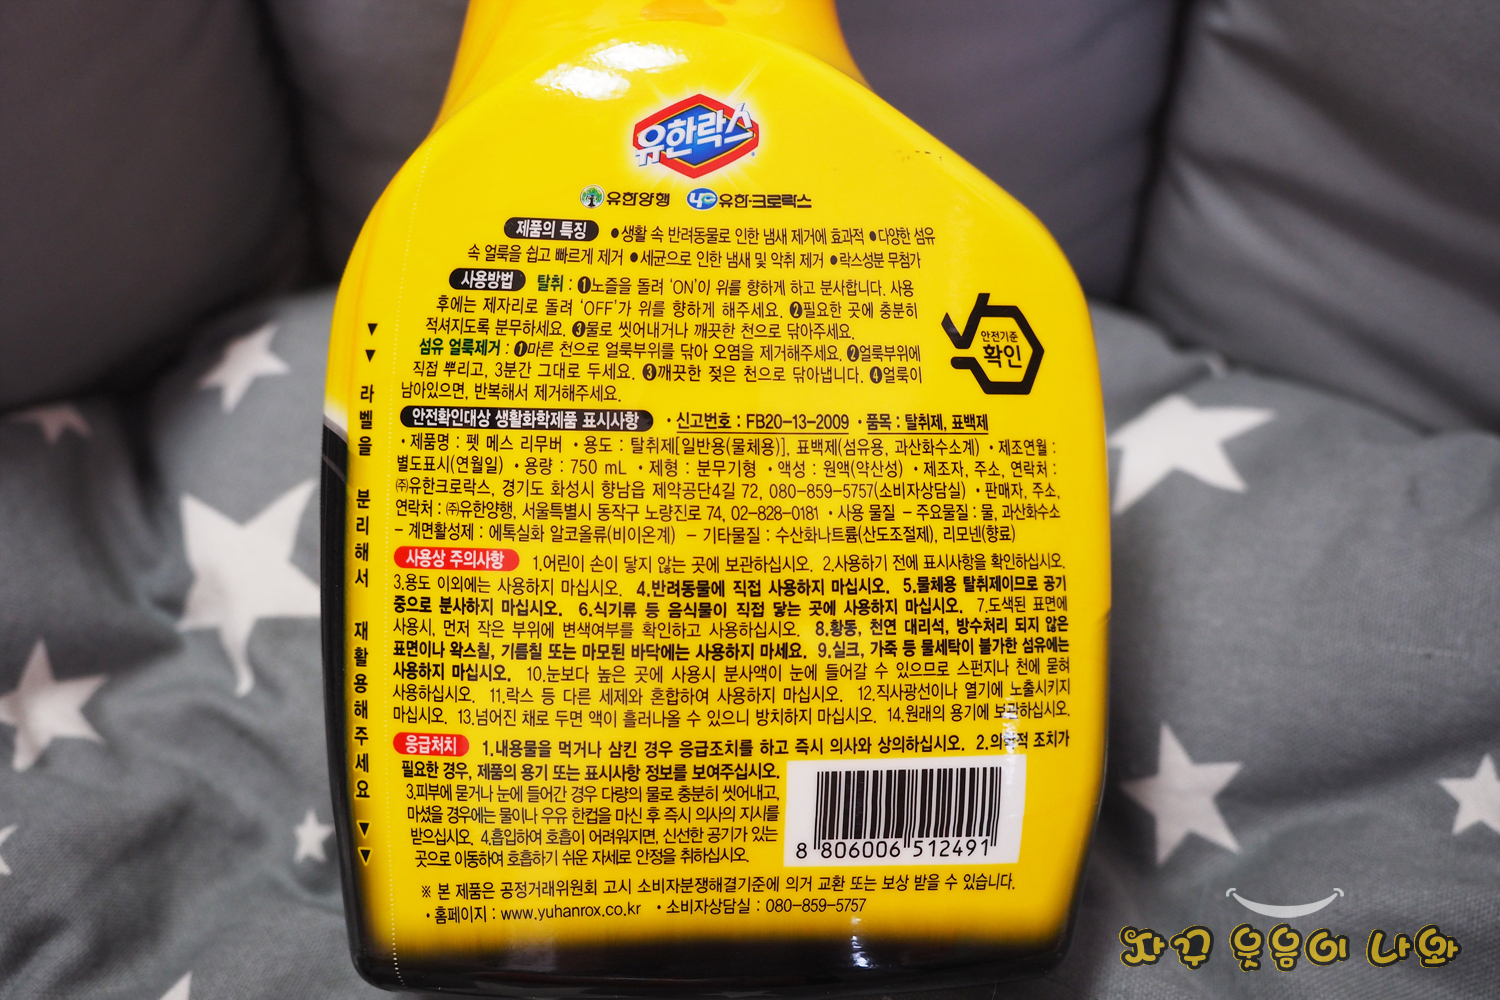 유한락스
유한양행 유한·크로락스
제품의 특징 ●생활 속 반려동물로 인한 냄새 제거에 효과적 ●다양한 섬유
속 얼룩을 쉽고 빠르게 제거 ●세균으로 인한 냄새 및 악취 제거 ●락스성분 무첨가
사용방법 탈취 : ❶노즐을 돌려 'ON'이 위를 향하게 하고 분사합니다. 사용
후에는 제자리로 돌려 'OFF'가 위를 향하게 해주세요. ❷필요한 곳에 충분히
적셔지도록 분무하세요. ❸물로 씻어내거나 깨끗한 천으로 닦아주세요.
섬유 얼룩제거 : ❶마른 천으로 얼룩부위를 닦아 오염을 제거해주세요. ❷얼룩부위에
직접 뿌리고, 3분간 그대로 두세요. ❸깨끗한 젖은 천으로 닦아냅니다. ❹얼룩이
남아있으면, 반복해서 제거해주세요.
안전기준
확인
안전확인대상 생활화학제품 표시사항 · 신고번호 : FB20-13-2009 · 품목 : 탈취제, 표백제
· 제품명 : 펫 메스 리무버 · 용도 : 탈취제[일반용(물체용)], 표백제(섬유용, 과산화수소계) · 제조연월 :
별도표시(연월일) · 용량 : 750 mL · 제형 : 분무기형 · 액성 : 원액(약산성) · 제조자, 주소, 연락처 :
㈜유한크로락스, 경기도 화성시 향남읍 제약공단4길 72, 080-859-5757(소비자상담실) · 판매자, 주소,
연락처 : ㈜유한양행, 서울특별시 동작구 노량진로 74, 02-828-0181 · 사용 물질 - 주요물질 : 물, 과산화수소
- 계면활성제 : 에톡실화 알코올류(비이온계) - 기타물질 : 수산화나트륨(산도조절제), 리모넨(향료)
사용상 주의사항 1.어린이 손이 닿지 않는 곳에 보관하십시오. 2.사용하기 전에 표시사항을 확인하십시오.
3.용도 이외에는 사용하지 마십시오. 4.반려동물에 직접 사용하지 마십시오. 5.물체용 탈취제이므로 공기
중으로 분사하지 마십시오. 6.식기류 등 음식물이 직접 닿는 곳에 사용하지 마십시오. 7.도색된 표면에
사용시, 먼저 작은 부위에 변색여부를 확인하고 사용하십시오. 8.황동, 천연 대리석, 방수처리 되지 않은
표면이나 왁스칠, 기름칠 또는 마모된 바닥에는 사용하지 마세요. 9.실크, 가죽 등 물세탁이 불가한 섬유에는
사용하지 마십시오. 10.눈보다 높은 곳에 사용시 분사액이 눈에 들어갈 수 있으므로 스펀지나 천에 묻혀
사용하십시오. 11.락스 등 다른 세제와 혼합하여 사용하지 마십시오. 12.직사광선이나 열기에 노출시키지
마십시오. 13.넘어진 채로 두면 액이 흘러나올 수 있으니 방치하지 마십시오. 14.원래의 용기에 보관하십시오.
응급처치 1.내용물을 먹거나 삼킨 경우 응급조치를 하고 즉시 의사와 상의하십시오. 2.의학적 조치가
필요한 경우, 제품의 용기 또는 표시사항 정보를 보여주십시오.
3.피부에 묻거나 눈에 들어간 경우 다량의 물로 충분히 씻어내고,
마셨을 경우에는 물이나 우유 한컵을 마신 후 즉시 의사의 지시를
받으십시오. 4.흡입하여 호흡이 어려워지면, 신선한 공기가 있는
곳으로 이동하여 호흡하기 쉬운 자세로 안정을 취하십시오.
8 806006 512491
※ 본 제품은 공정거래위원회 고시 소비자분쟁해결기준에 의거 교환 또는 보상 받을 수 있습니다.
· 홈페이지 : www.yuhanrox.co.kr · 소비자상담실 : 080-859-5757
▼▼ 라벨을 분리해서 재활용해주세요 ▼▼
자꾸 웃음이 나와